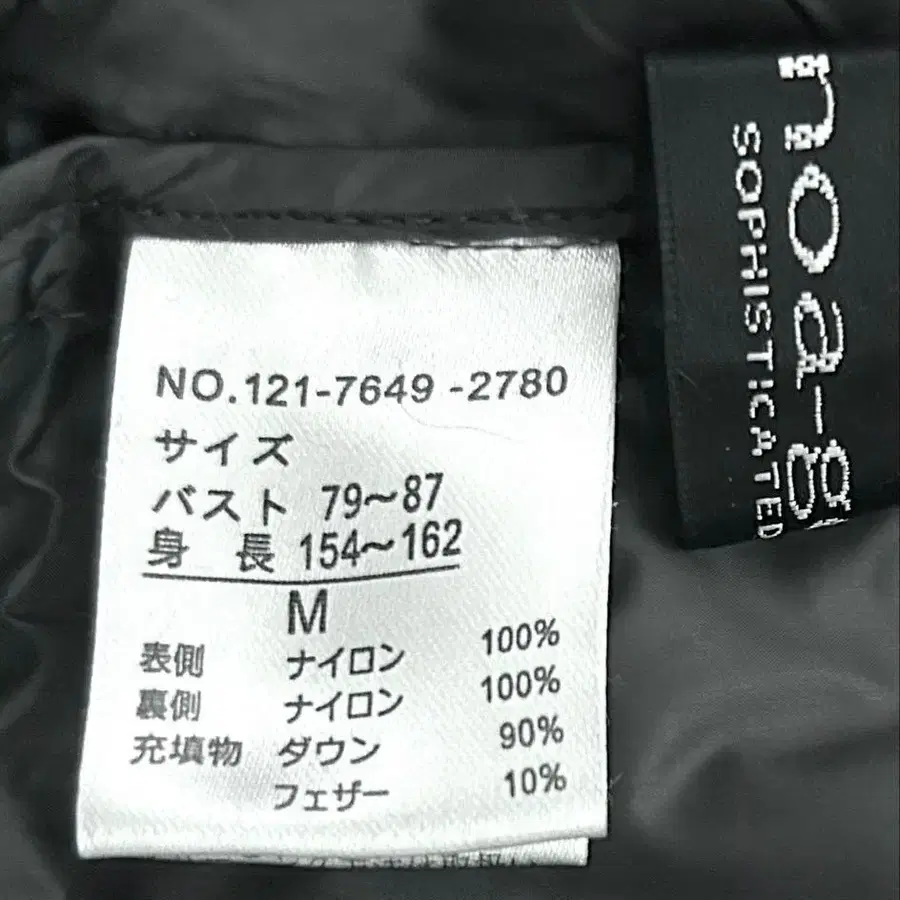 NO.121-7649 -2780
サイズ
バスト 79～87
身 長 154～162
M
表側 ナイロン 100%
裏側 ナイロン 100%
充填物 ダウン 90%
フェザー 10%
noa-g
SOPHISTICATED